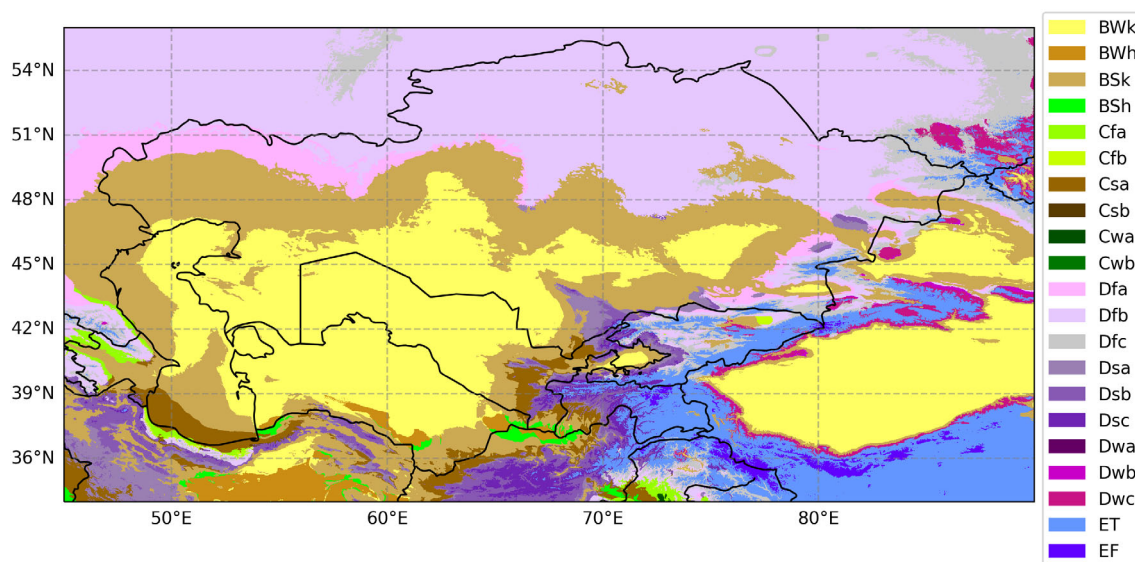 54°N
51°N
48°N
45°N
42°N
39°N
36°N
50°E
60°E
70°E
80°E
BWk
BWh
BSk
BSh
Cfa
Cfb
Csa
Csb
Cwa
Cwb
Dfa
Dfb
Dfc
Dsa
Dsb
Dsc
Dwa
Dwb
Dwc
ET
EF